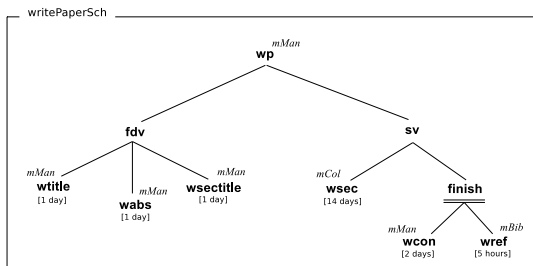 writePaperSch
mMan
wp
fdv
sv
mMan
wtitle
[1 day]
mMan
wabs
[1 day]
mMan
wsectitle
[1 day]
mCol
wsec
[14 days]
finish
mMan
wcon
[2 days]
mBib
wref
[5 hours]